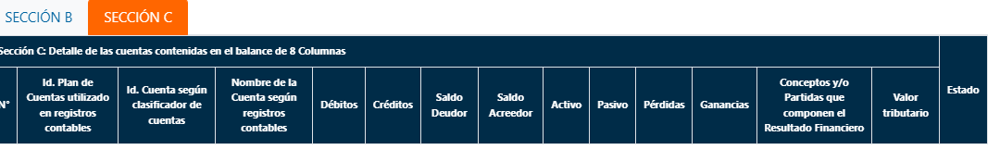 SECCIÓN B
SECCIÓN C
Sección C: Detalle de las cuentas contenidas en el balance de 8 Columnas
N°
Id. Plan de
Cuentas utilizado
en registros
contables
Id. Cuenta según
clasificador de
cuentas
Nombre de la
Cuenta según
registros
contables
Débitos
Créditos
Saldo
Deudor
Saldo
Acreedor
Activo
Pasivo
Pérdidas
Ganancias
Conceptos y/o
Partidas que
componen el
Resultado Financiero
Valor
tributario
Estado